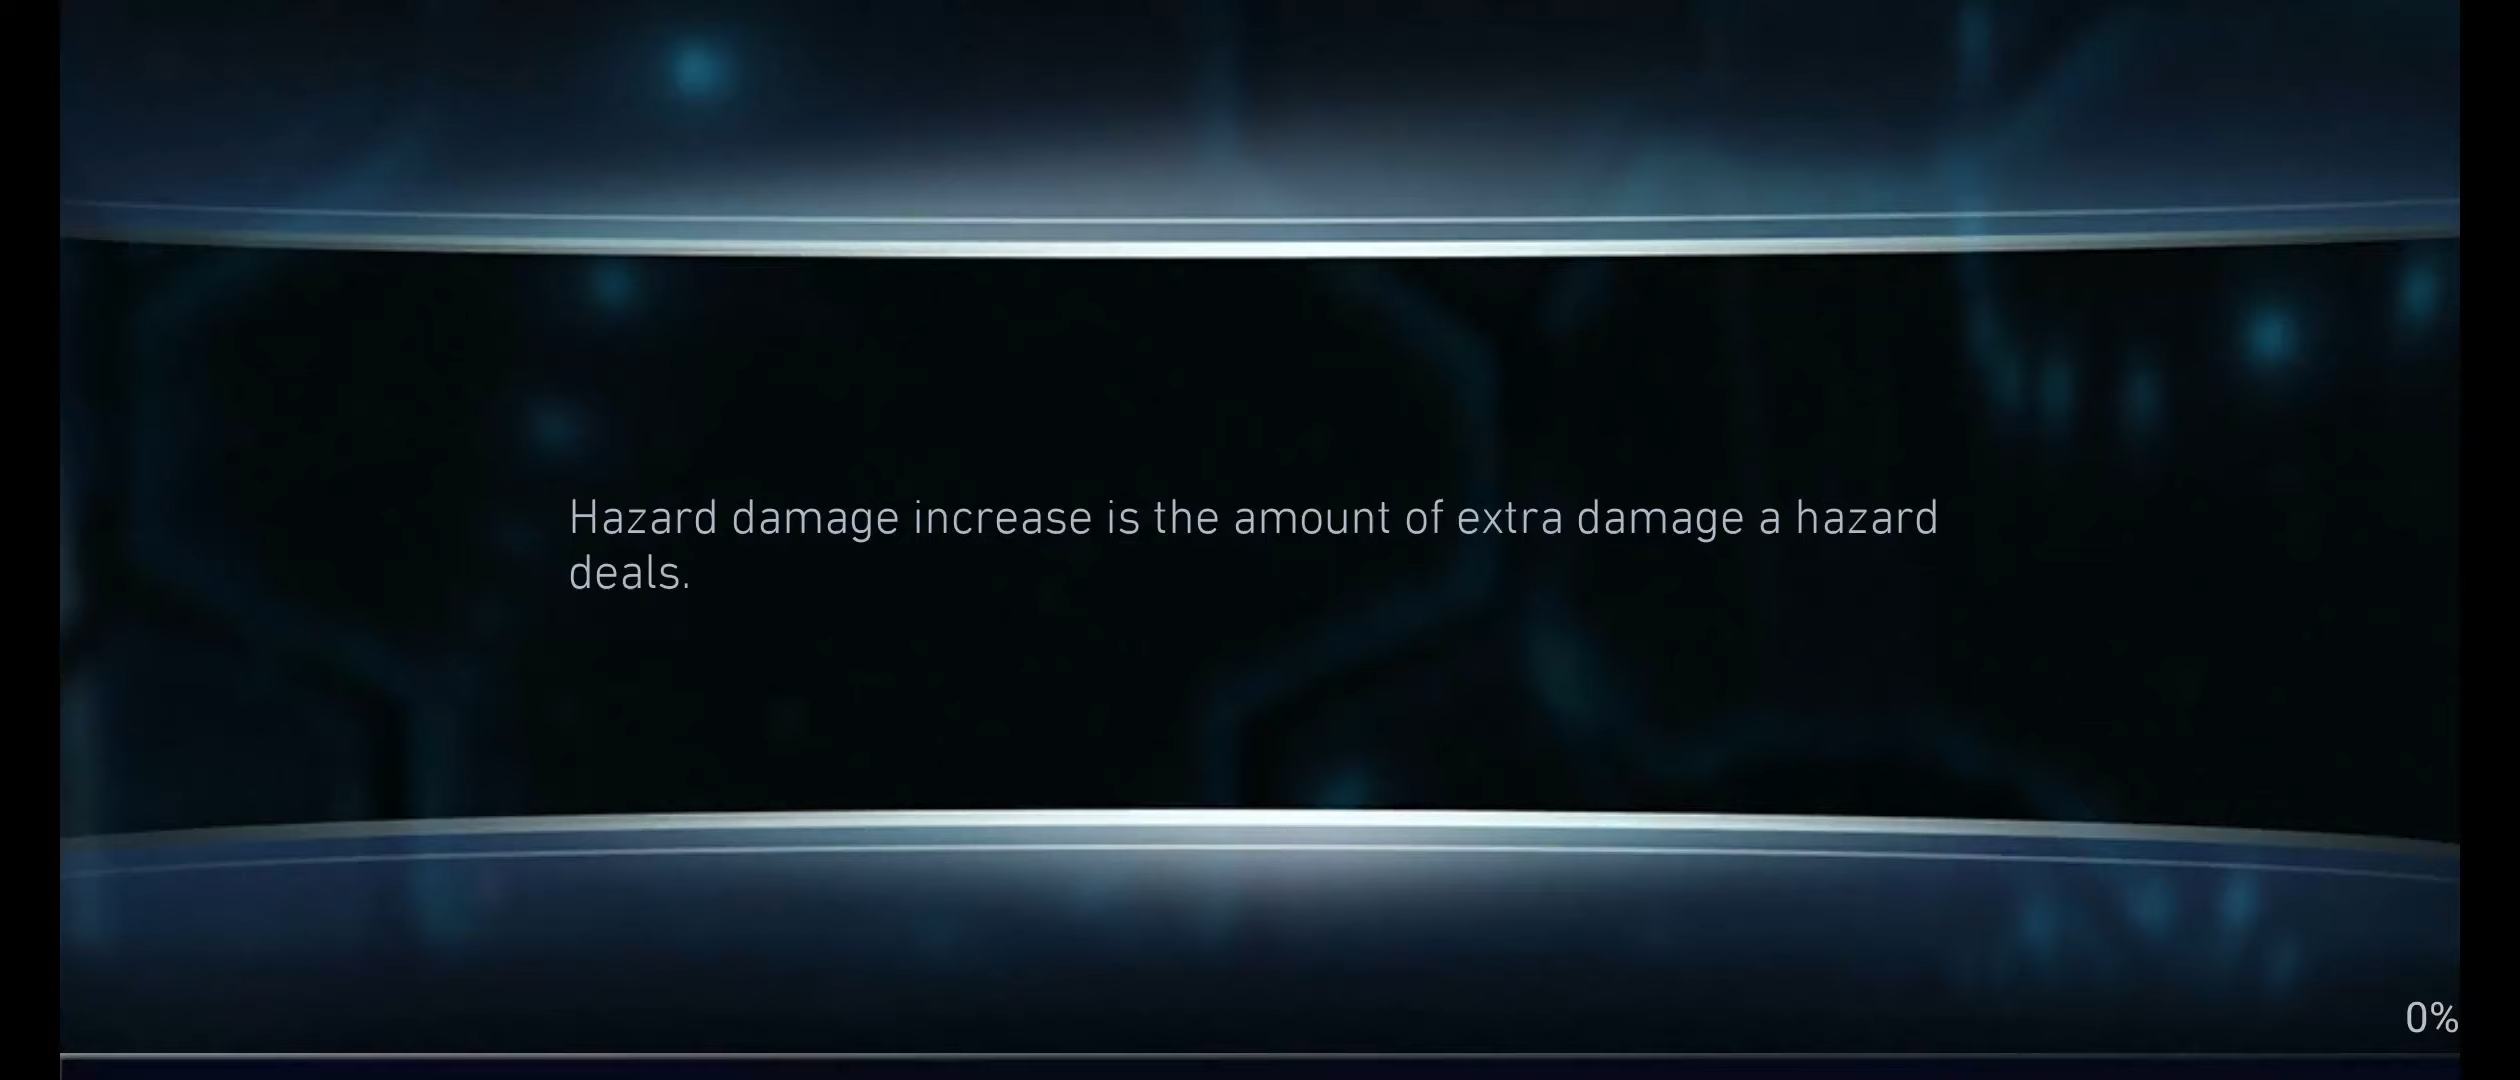 Hazard damage increase is the amount of extra damage a hazard
deals.
0%